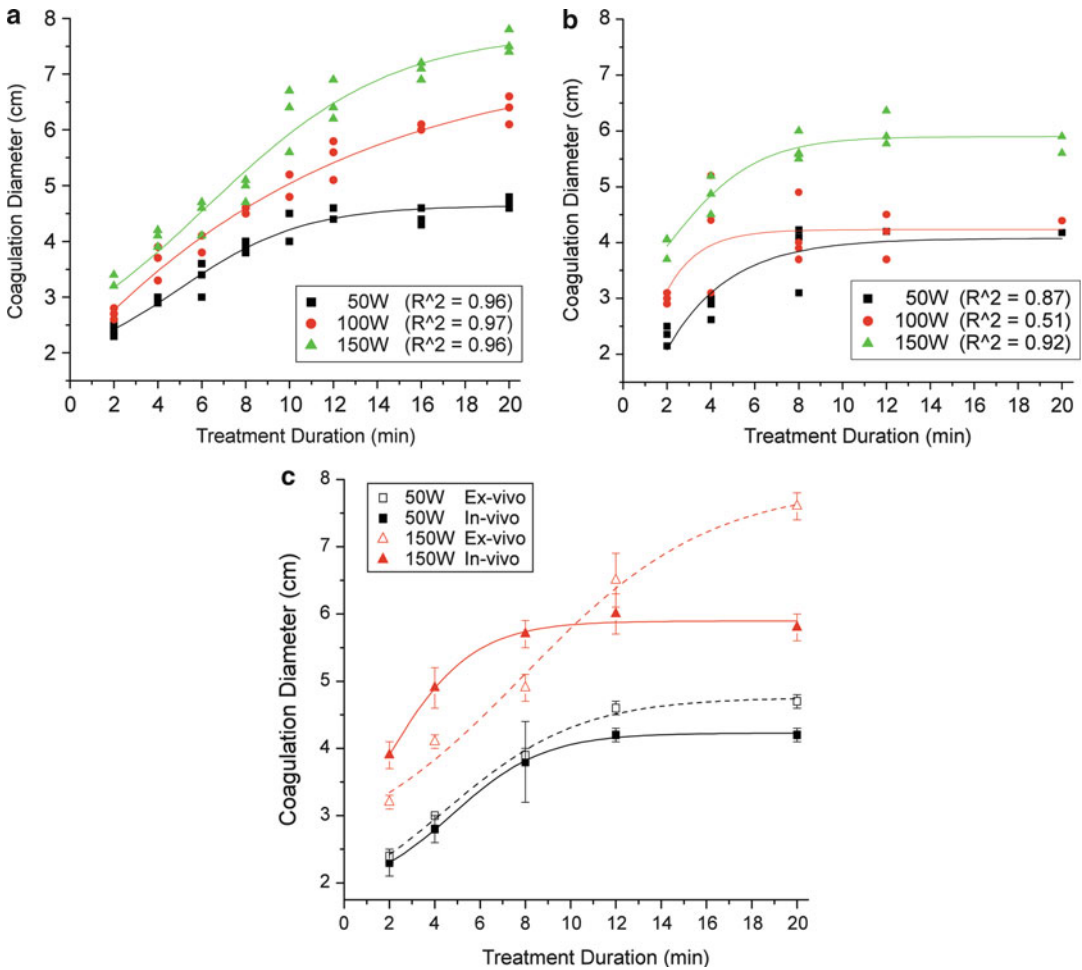 a
8
7
6
5
4
3
2
Coagulation Diameter (cm)
50W (R^2 = 0.96)
100W (R^2 = 0.97)
150W (R^2 = 0.96)
0 2 4 6 8 10 12 14 16 18 20
Treatment Duration (min)
b
8
7
6
5
4
3
2
Coagulation Diameter (cm)
50W (R^2 = 0.87)
100W (R^2 = 0.51)
150W (R^2 = 0.92)
0 2 4 6 8 10 12 14 16 18 20
Treatment Duration (min)
c
8
7
6
5
4
3
2
Coagulation Diameter (cm)
50W Ex-vivo
50W In-vivo
150W Ex-vivo
150W In-vivo
0 2 4 6 8 10 12 14 16 18 20
Treatment Duration (min)